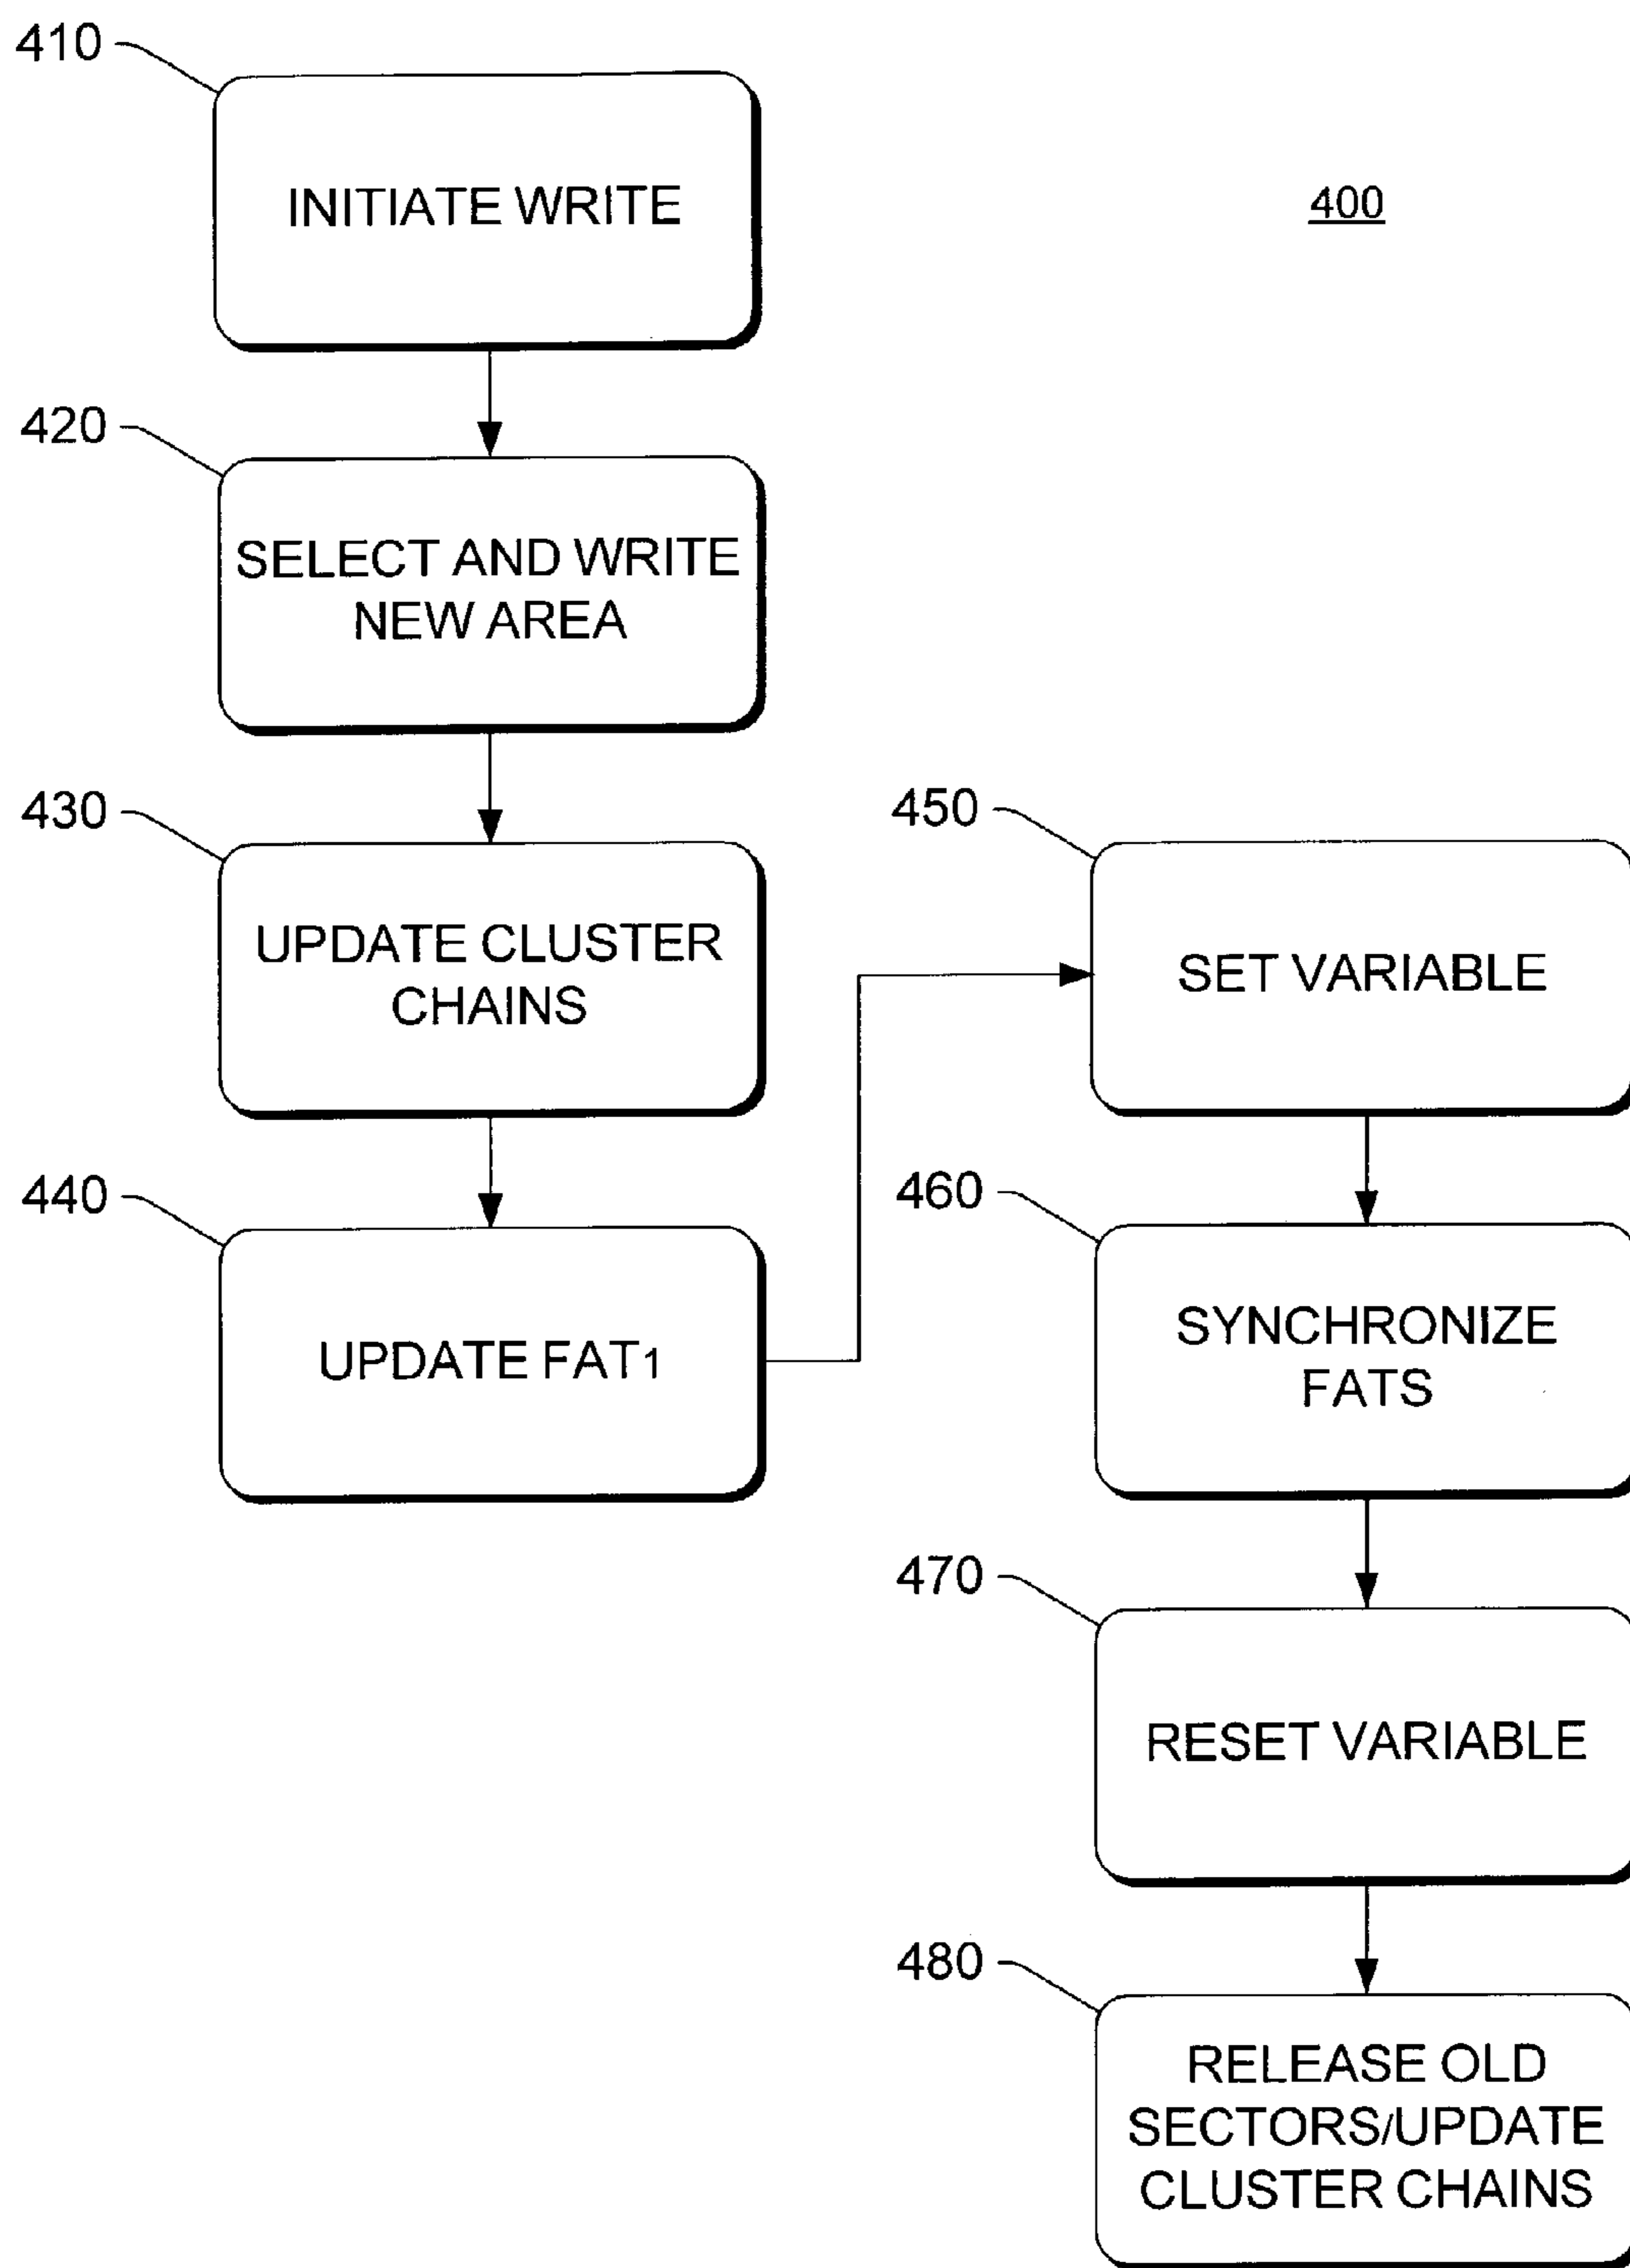 410
INITIATE WRITE
400
420
SELECT AND WRITE
NEW AREA
430
UPDATE CLUSTER
CHAINS
440
UPDATE FAT1
450
SET VARIABLE
460
SYNCHRONIZE
FATS
470
RESET VARIABLE
480
RELEASE OLD
SECTORS/UPDATE
CLUSTER CHAINS